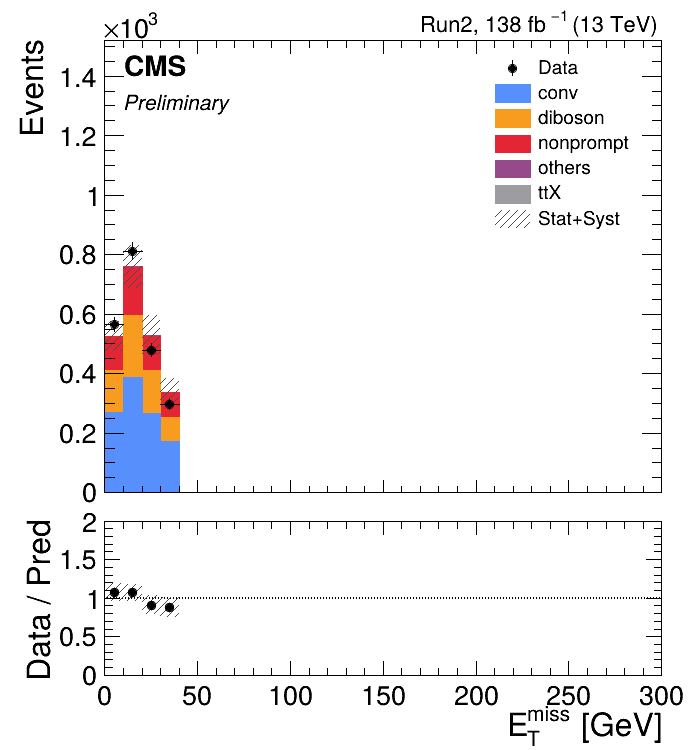 ×10³
Run2, 138 fb⁻¹ (13 TeV)
CMS
Preliminary
Events
1.4
1.2
1
0.8
0.6
0.4
0.2
0
Data
conv
diboson
nonprompt
others
ttX
Stat+Syst
Data / Pred
2
1.5
1
0.5
0
0 50 100 150 200 250 300
E_T^miss [GeV]